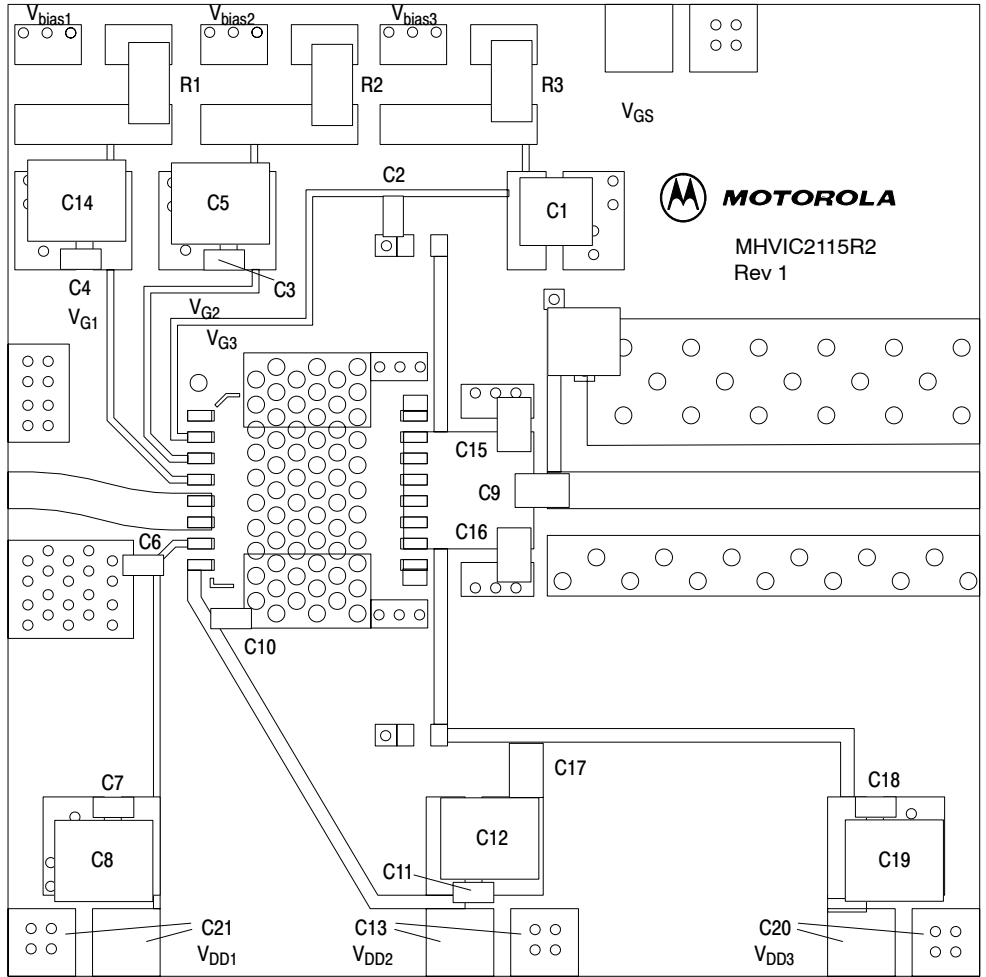 Vbias1 Vbias2 Vbias3
R1 R2 R3
VGS
C14 C5 C2 C1
MOTOROLA
MHVIC2115R2
Rev 1
C4 C3
VG1 VG2
VG3
C15
C9
C16
C6
C10
C17
C7 C18
C8 C12 C19
C11
C21 C13 C20
VDD1 VDD2 VDD3